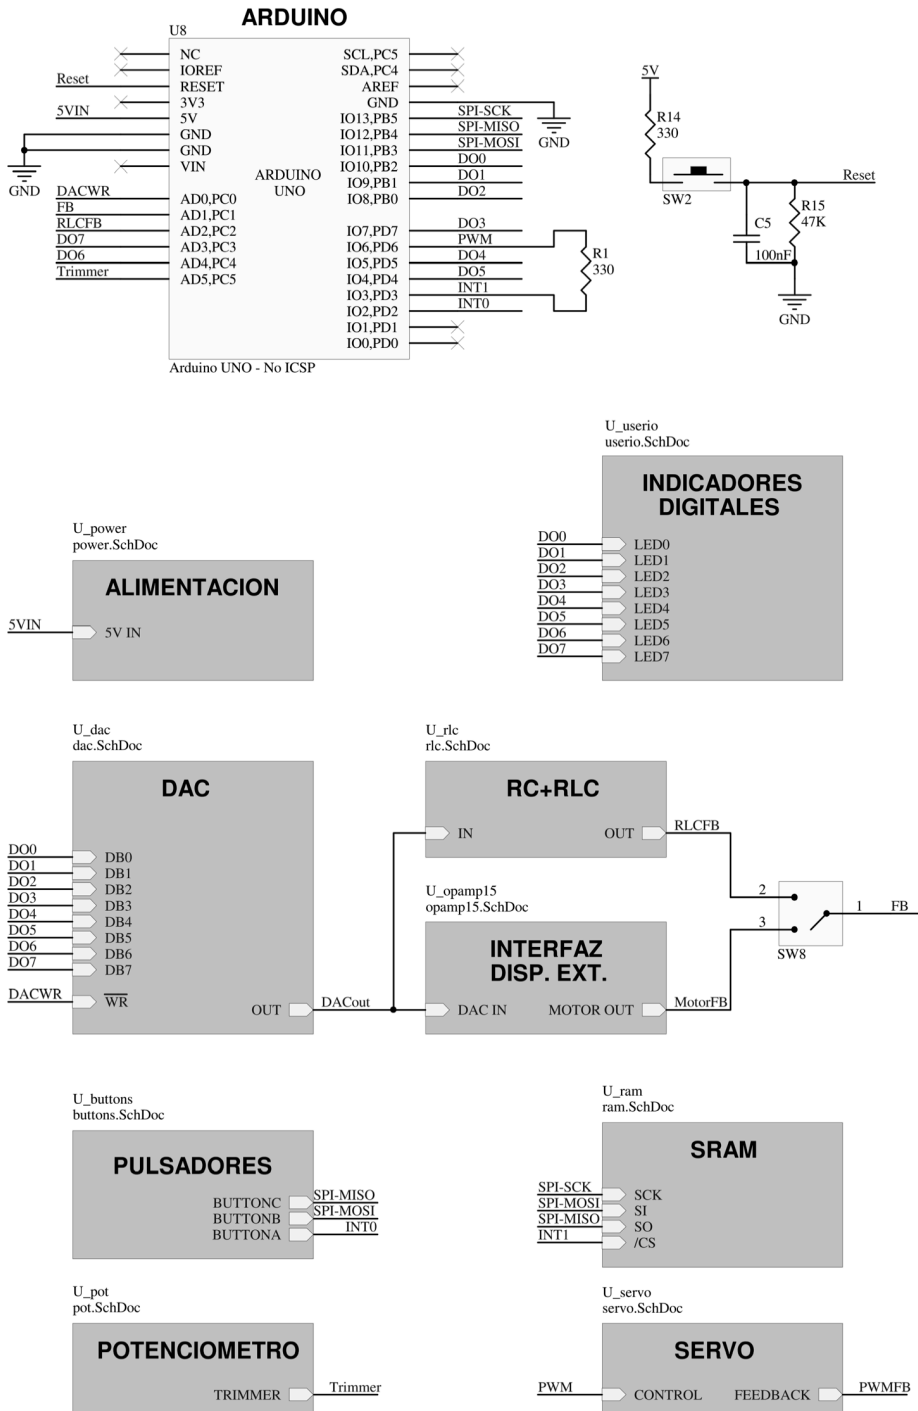 ARDUINO
U8
NC
IOREF
RESET
3V3
5V
GND
GND
VIN
AD0,PC0
AD1,PC1
AD2,PC2
AD3,PC3
AD4,PC4
AD5,PC5
Reset
5VIN
GND
DACWR
FB
RLCFB
DO7
DO6
Trimmer
ARDUINO
UNO
SCL,PC5
SDA,PC4
AREF
GND
IO13,PB5
IO12,PB4
IO11,PB3
IO10,PB2
IO9,PB1
IO8,PB0
IO7,PD7
IO6,PD6
IO5,PD5
IO4,PD4
IO3,PD3
IO2,PD2
IO1,PD1
IO0,PD0
SPI-SCK
SPI-MISO
SPI-MOSI
DO0
DO1
DO2
DO3
PWM
DO4
DO5
INT1
INT0
GND
R1
330
Arduino UNO - No ICSP
5V
R14
330
SW2
Reset
C5
100nF
R15
47K
GND
U_userio
userio.SchDoc
INDICADORES
DIGITALES
DO0
DO1
DO2
DO3
DO4
DO5
DO6
DO7
LED0
LED1
LED2
LED3
LED4
LED5
LED6
LED7
U_power
power.SchDoc
ALIMENTACION
5VIN
5V IN
U_dac
dac.SchDoc
DAC
DO0
DO1
DO2
DO3
DO4
DO5
DO6
DO7
DACWR
DB0
DB1
DB2
DB3
DB4
DB5
DB6
DB7
WR
OUT
DACout
U_rlc
rlc.SchDoc
RC+RLC
IN
OUT
RLCFB
U_opamp15
opamp15.SchDoc
INTERFAZ
DISP. EXT.
DAC IN
MOTOR OUT
MotorFB
2
3
1
FB
SW8
U_buttons
buttons.SchDoc
PULSADORES
BUTTONC
BUTTONB
BUTTONA
SPI-MISO
SPI-MOSI
INT0
U_ram
ram.SchDoc
SRAM
SPI-SCK
SPI-MOSI
SPI-MISO
INT1
SCK
SI
SO
/CS
U_pot
pot.SchDoc
POTENCIOMETRO
TRIMMER
Trimmer
U_servo
servo.SchDoc
SERVO
PWM
CONTROL
FEEDBACK
PWMFB